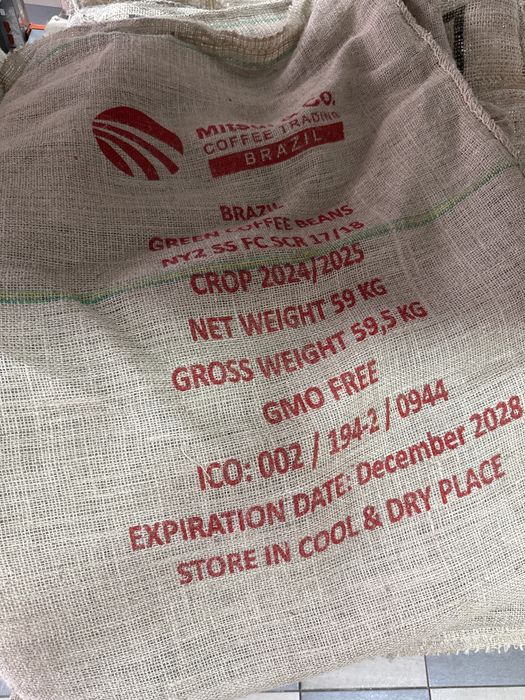 & CO.
COFFEE TRADING
BRAZIL
BRAZIL
GREEN COFFEE BEANS
NYZ SS FC SCR 17/18
CROP 2024/2025
NET WEIGHT 59 KG
GROSS WEIGHT 59,5 KG
GMO FREE
ICO: 002 / 194-2 / 0944
EXPIRATION DATE: December 2028
STORE IN COOL & DRY PLACE